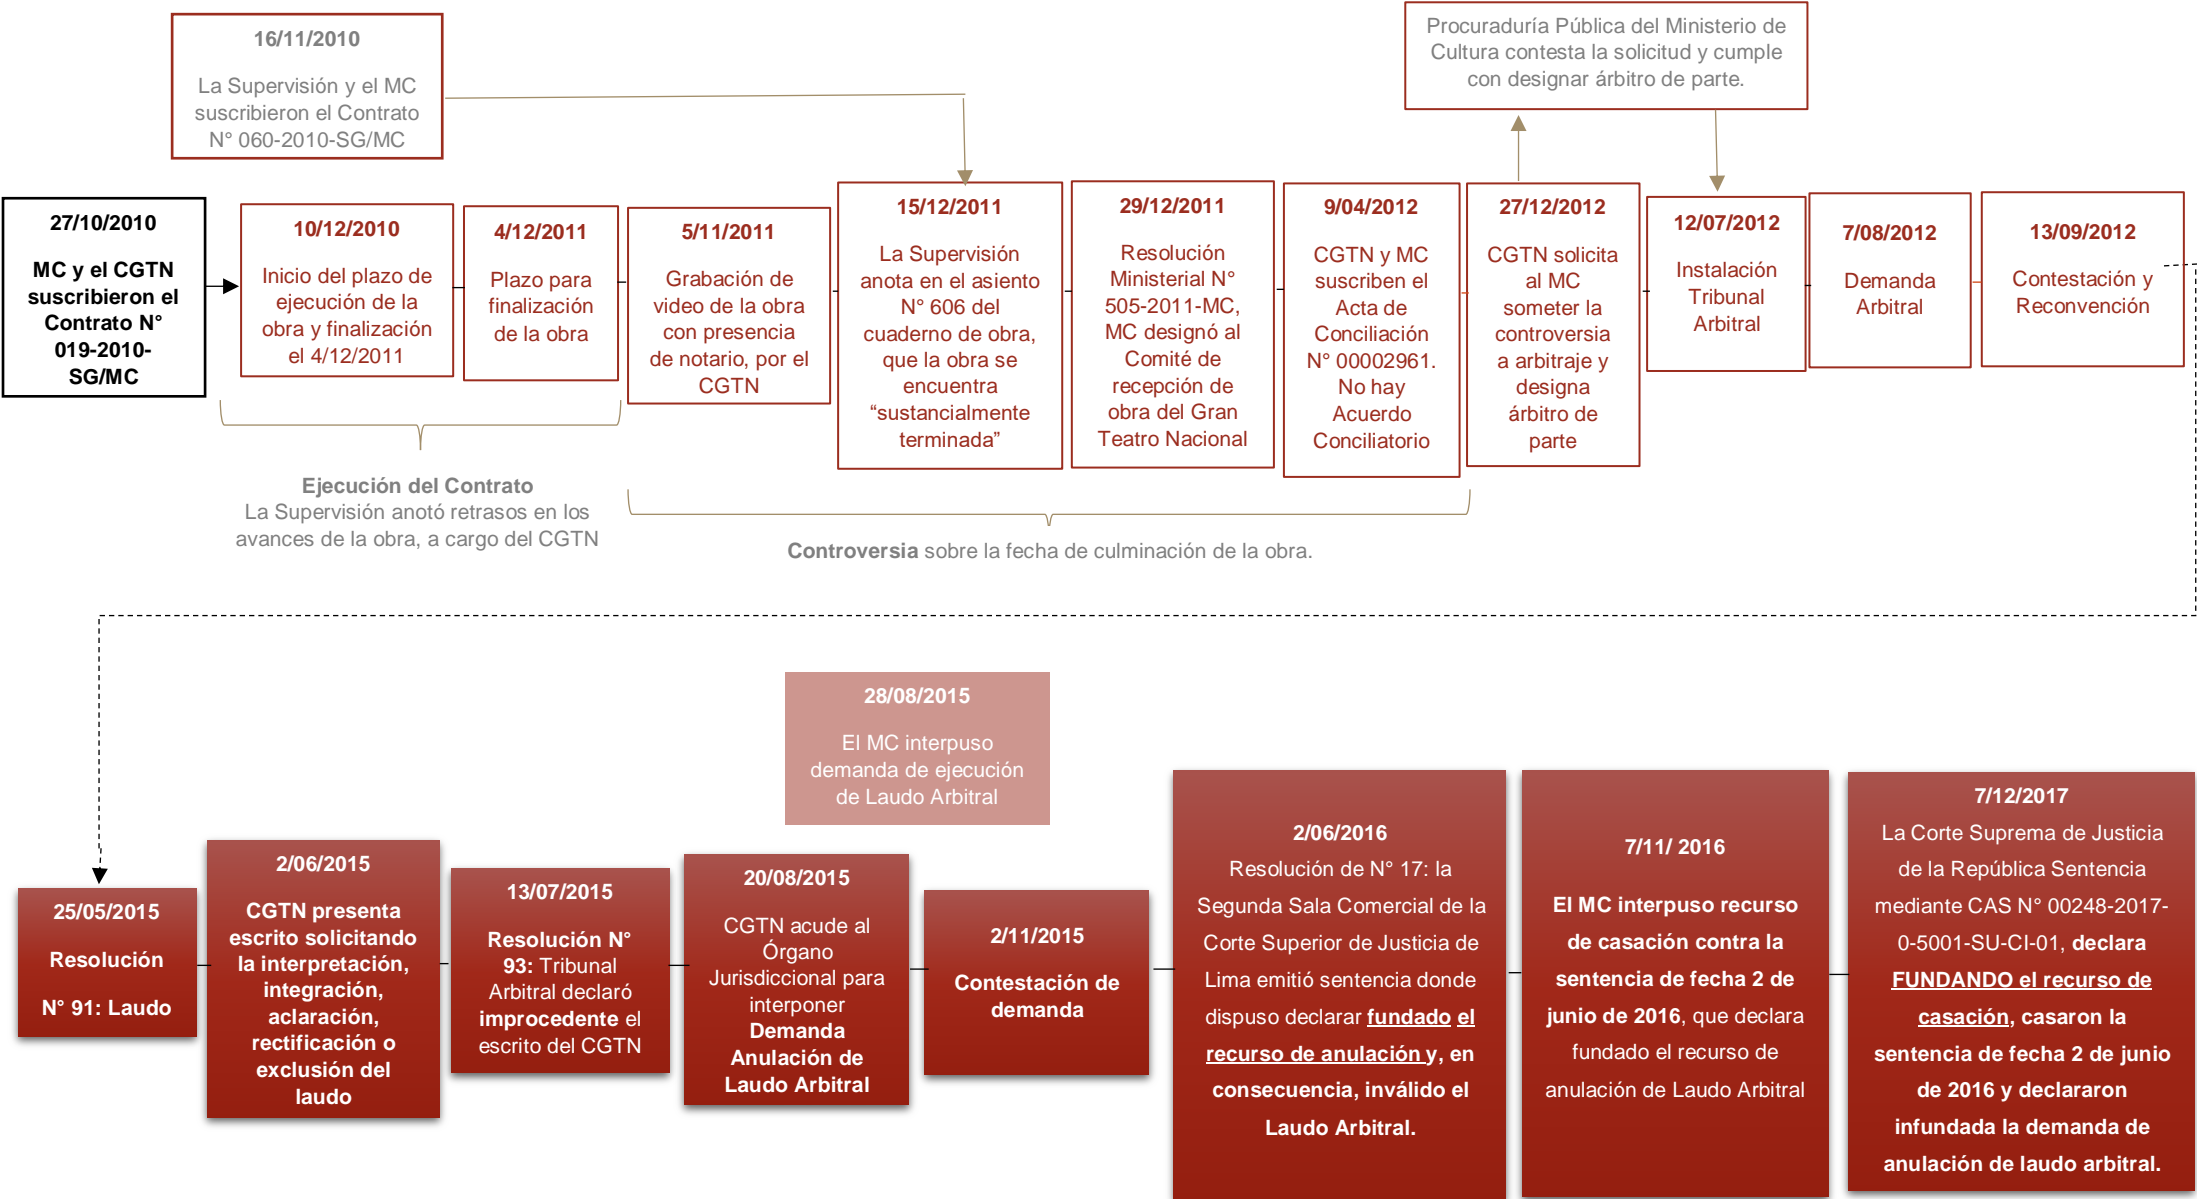 16/11/2010
La Supervisión y el MC
suscribieron el Contrato
N° 060-2010-SG/MC
Procuraduría Pública del Ministerio de
Cultura contesta la solicitud y cumple
con designar árbitro de parte.
27/10/2010
MC y el CGTN
suscribieron el
Contrato N°
019-2010-
SG/MC
10/12/2010
Inicio del plazo de
ejecución de la
obra y finalización
el 4/12/2011
4/12/2011
Plazo para
finalización
de la obra
5/11/2011
Grabación de
video de la obra
con presencia
de notario, por el
CGTN
15/12/2011
La Supervisión
anota en el asiento
N° 606 del
cuaderno de obra,
que la obra se
encuentra
“sustancialmente
terminada”
29/12/2011
Resolución
Ministerial N°
505-2011-MC,
MC designó al
Comité de
recepción de
obra del Gran
Teatro Nacional
9/04/2012
CGTN y MC
suscriben el
Acta de
Conciliación
N° 00002961.
No hay
Acuerdo
Conciliatorio
27/12/2012
CGTN solicita
al MC
someter la
controversia
a arbitraje y
designa
árbitro de
parte
12/07/2012
Instalación
Tribunal
Arbitral
7/08/2012
Demanda
Arbitral
13/09/2012
Contestación y
Reconvención
Ejecución del Contrato
La Supervisión anotó retrasos en los
avances de la obra, a cargo del CGTN
Controversia sobre la fecha de culminación de la obra.
28/08/2015
El MC interpuso
demanda de ejecución
de Laudo Arbitral
25/05/2015
Resolución
N° 91: Laudo
2/06/2015
CGTN presenta
escrito solicitando
la interpretación,
integración,
aclaración,
rectificación o
exclusión del
laudo
13/07/2015
Resolución N°
93: Tribunal
Arbitral declaró
improcedente el
escrito del CGTN
20/08/2015
CGTN acude al
Órgano
Jurisdiccional para
interponer
Demanda
Anulación de
Laudo Arbitral
2/11/2015
Contestación de
demanda
2/06/2016
Resolución de N° 17: la
Segunda Sala Comercial de la
Corte Superior de Justicia de
Lima emitió sentencia donde
dispuso declarar fundado el
recurso de anulación y, en
consecuencia, inválido el
Laudo Arbitral.
7/11/ 2016
El MC interpuso recurso
de casación contra la
sentencia de fecha 2 de
junio de 2016, que declara
fundado el recurso de
anulación de Laudo Arbitral
7/12/2017
La Corte Suprema de Justicia
de la República Sentencia
mediante CAS N° 00248-2017-
0-5001-SU-CI-01, declara
FUNDANDO el recurso de
casación, casaron la
sentencia de fecha 2 de junio
de 2016 y declararon
infundada la demanda de
anulación de laudo arbitral.